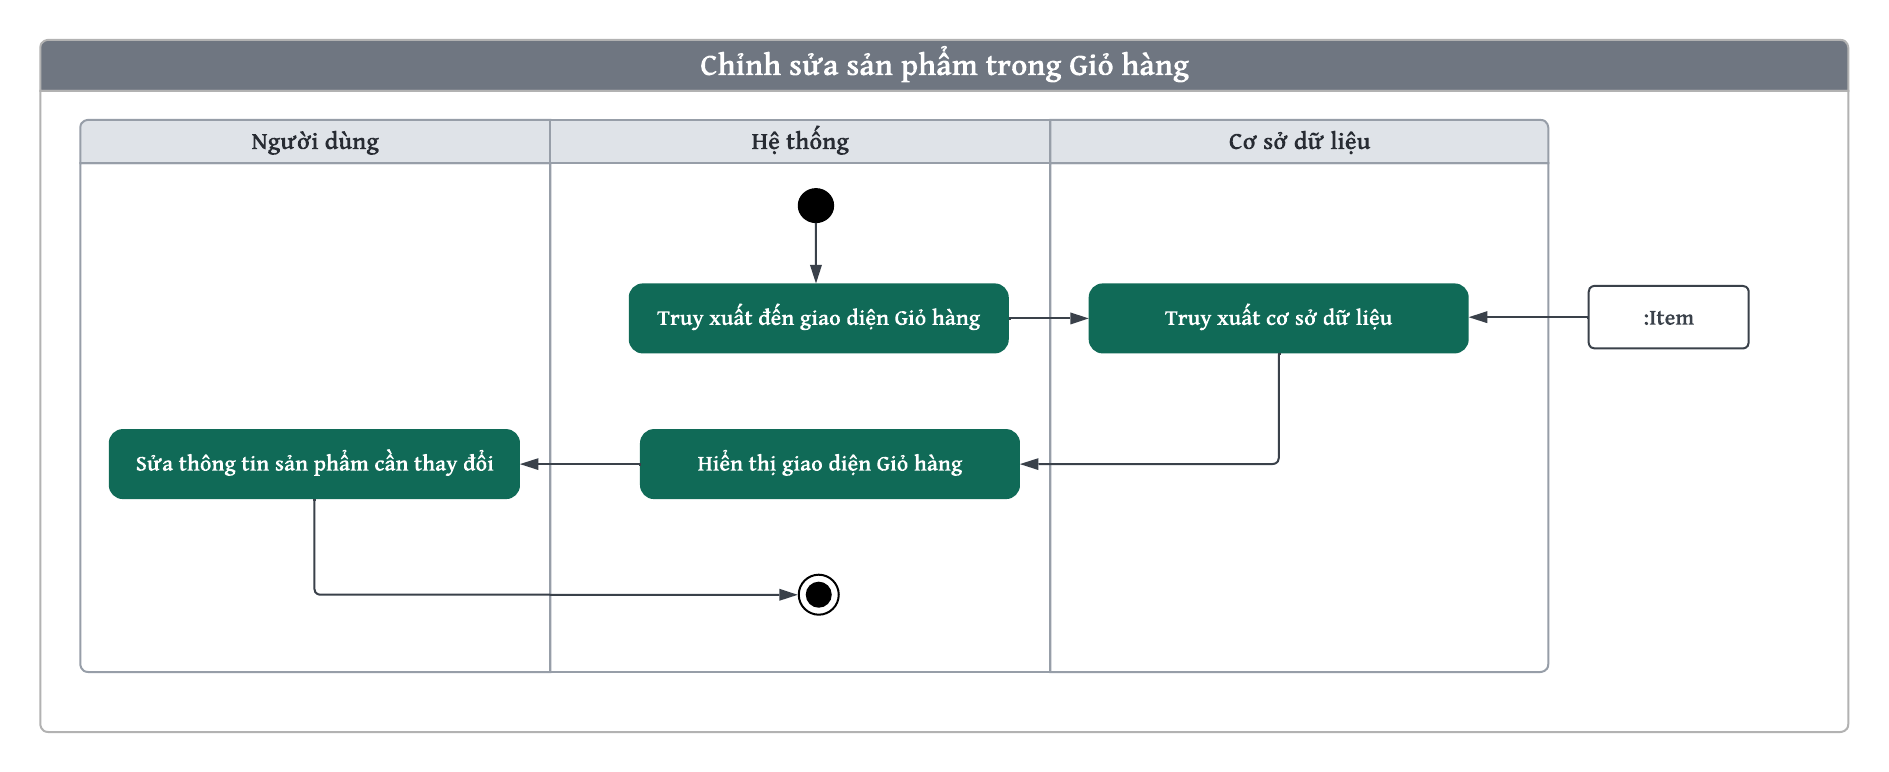 Chỉnh sửa sản phẩm trong Giỏ hàng
Người dùng
Hệ thống
Cơ sở dữ liệu
Truy xuất đến giao diện Giỏ hàng
Truy xuất cơ sở dữ liệu
:Item
Sửa thông tin sản phẩm cần thay đổi
Hiển thị giao diện Giỏ hàng